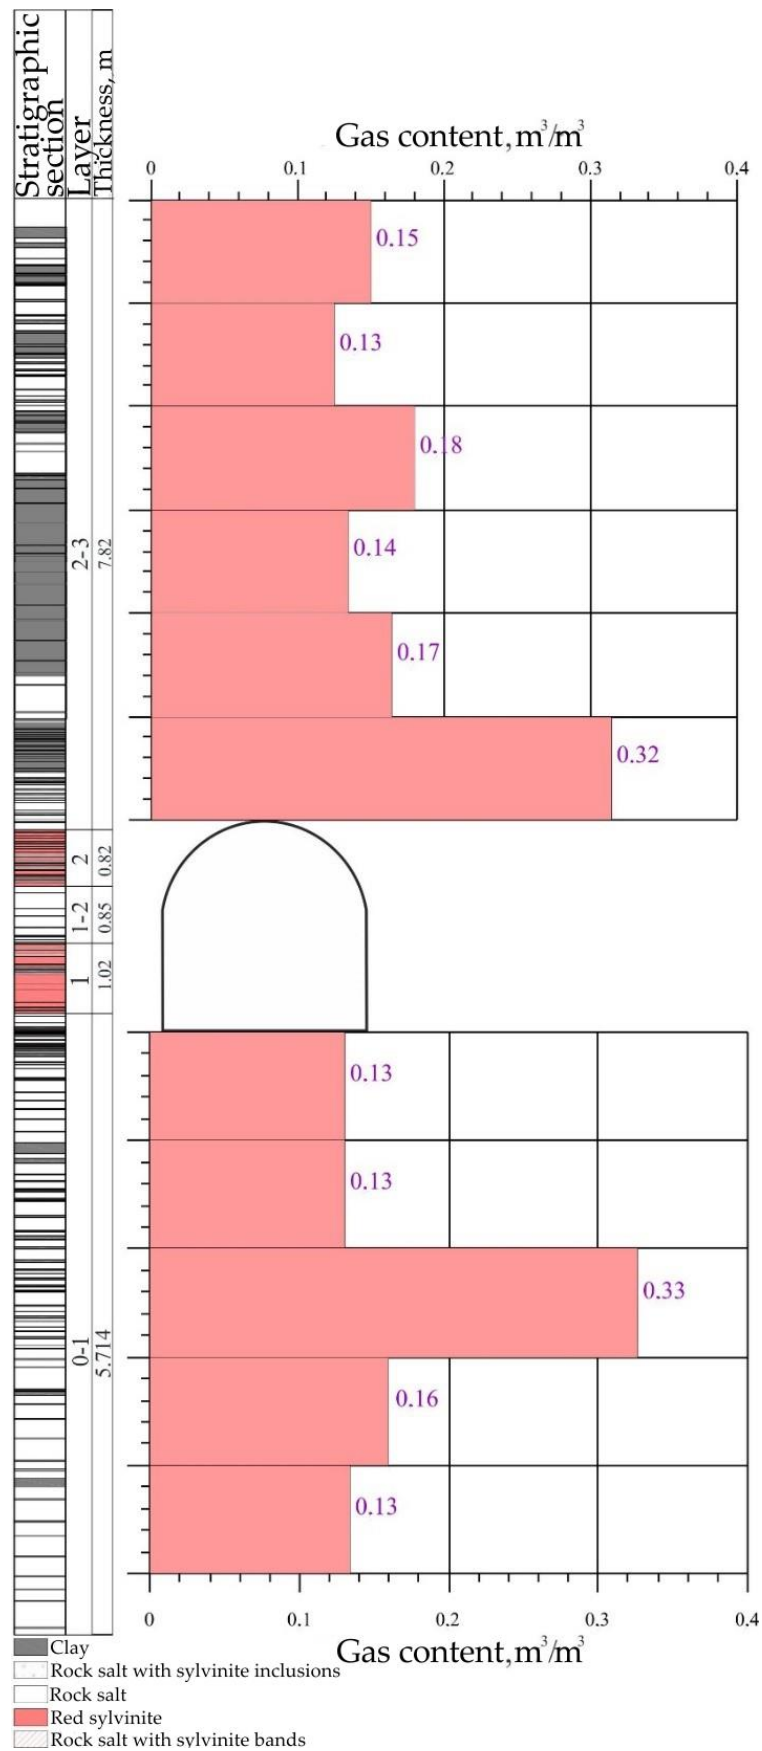 Stratigraphic
section
Layer
Thickness, m
Gas content, m³/m³
0 0.1 0.2 0.3 0.4
0.15
0.13
0.18
0.14
0.17
0.32
2-3
7.82
2
0.82
1-2
0.85
1
1.02
0.13
0.13
0.33
0.16
0.13
0-1
5.714
0 0.1 0.2 0.3 0.4
Gas content, m³/m³
Clay
Rock salt with sylvinite inclusions
Rock salt
Red sylvinite
Rock salt with sylvinite bands